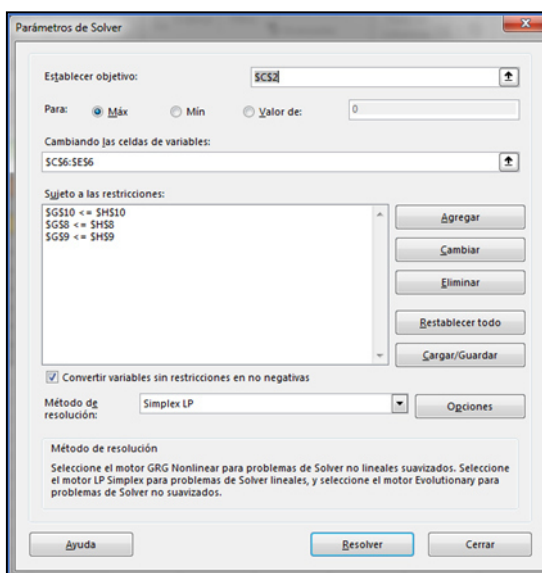 Parámetros de Solver
Establecer objetivo: $C$2
Para: Máx Mín Valor de: 0
Cambiando las celdas de variables:
$C$6:$E$6
Sujeto a las restricciones:
$G$10 <= $H$10
$G$8 <= $H$8
$G$9 <= $H$9
Agregar
Cambiar
Eliminar
Restablecer todo
Cargar/Guardar
Convertir variables sin restricciones en no negativas
Método de resolución: Simplex LP
Opciones
Método de resolución
Seleccione el motor GRG Nonlinear para problemas de Solver no lineales suavizados. Seleccione
el motor LP Simplex para problemas de Solver lineales, y seleccione el motor Evolutionary para
problemas de Solver no suavizados.
Ayuda Resolver Cerrar